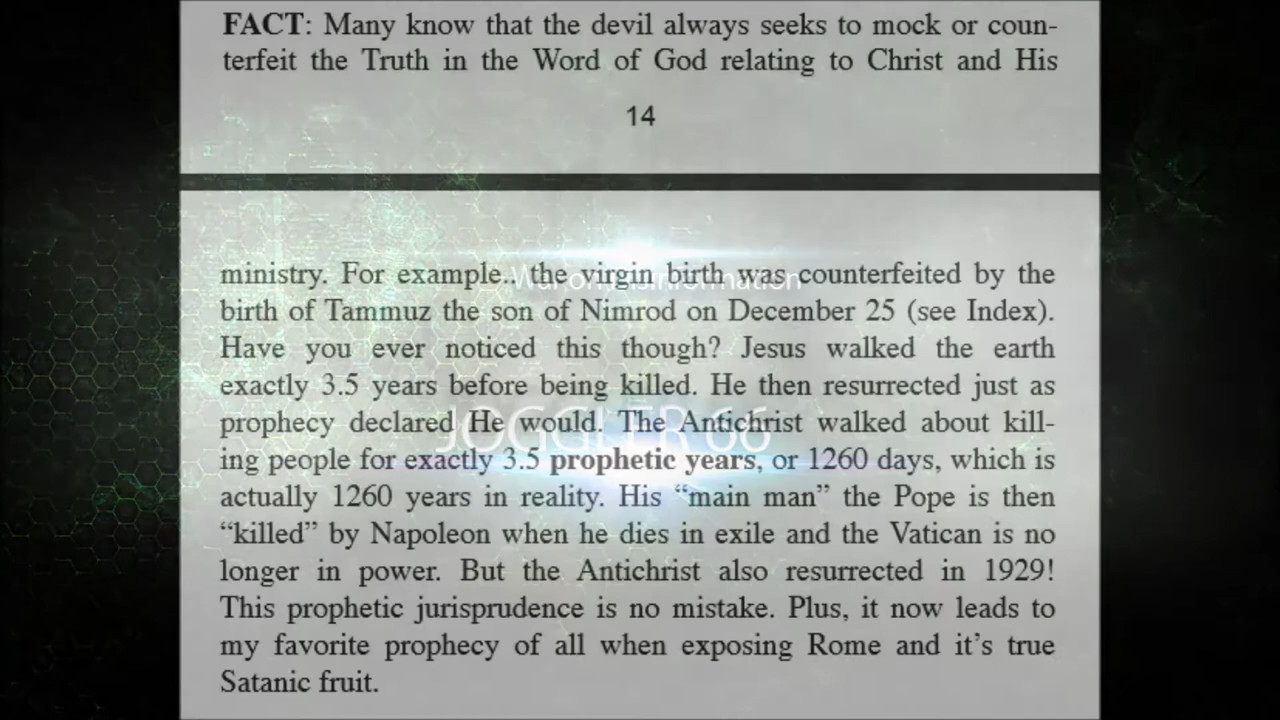 FACT: Many know that the devil always seeks to mock or coun-
terfeit the Truth in the Word of God relating to Christ and His
14
ministry. For example.. the virgin birth was counterfeited by the
birth of Tammuz the son of Nimrod on December 25 (see Index).
Have you ever noticed this though? Jesus walked the earth
exactly 3.5 years before being killed. He then resurrected just as
prophecy declared He would. The Antichrist walked about kill-
ing people for exactly 3.5 prophetic years, or 1260 days, which is
actually 1260 years in reality. His “main man” the Pope is then
“killed” by Napoleon when he dies in exile and the Vatican is no
longer in power. But the Antichrist also resurrected in 1929!
This prophetic jurisprudence is no mistake. Plus, it now leads to
my favorite prophecy of all when exposing Rome and it’s true
Satanic fruit.
JOGGLER 66